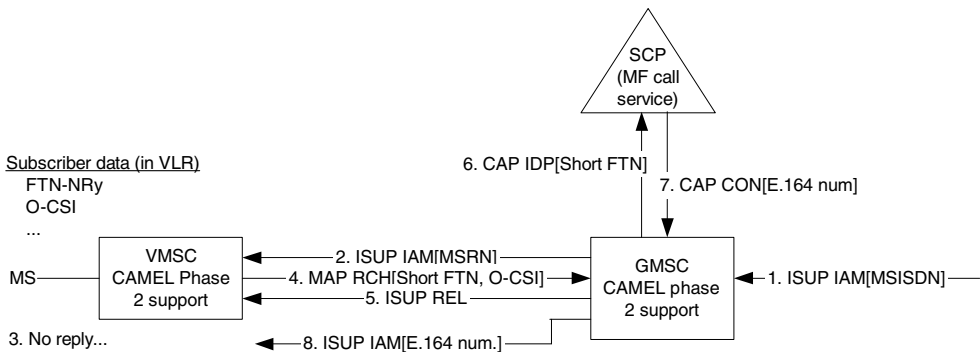 SCP
(MF call
service)
6. CAP IDP[Short FTN]
7. CAP CON[E.164 num]
Subscriber data (in VLR)
FTN-NRy
O-CSI
...
MS
VMSC
CAMEL Phase
2 support
2. ISUP IAM[MSRN]
4. MAP RCH[Short FTN, O-CSI]
5. ISUP REL
GMSC
CAMEL phase
2 support
1. ISUP IAM[MSISDN]
3. No reply...
8. ISUP IAM[E.164 num.]